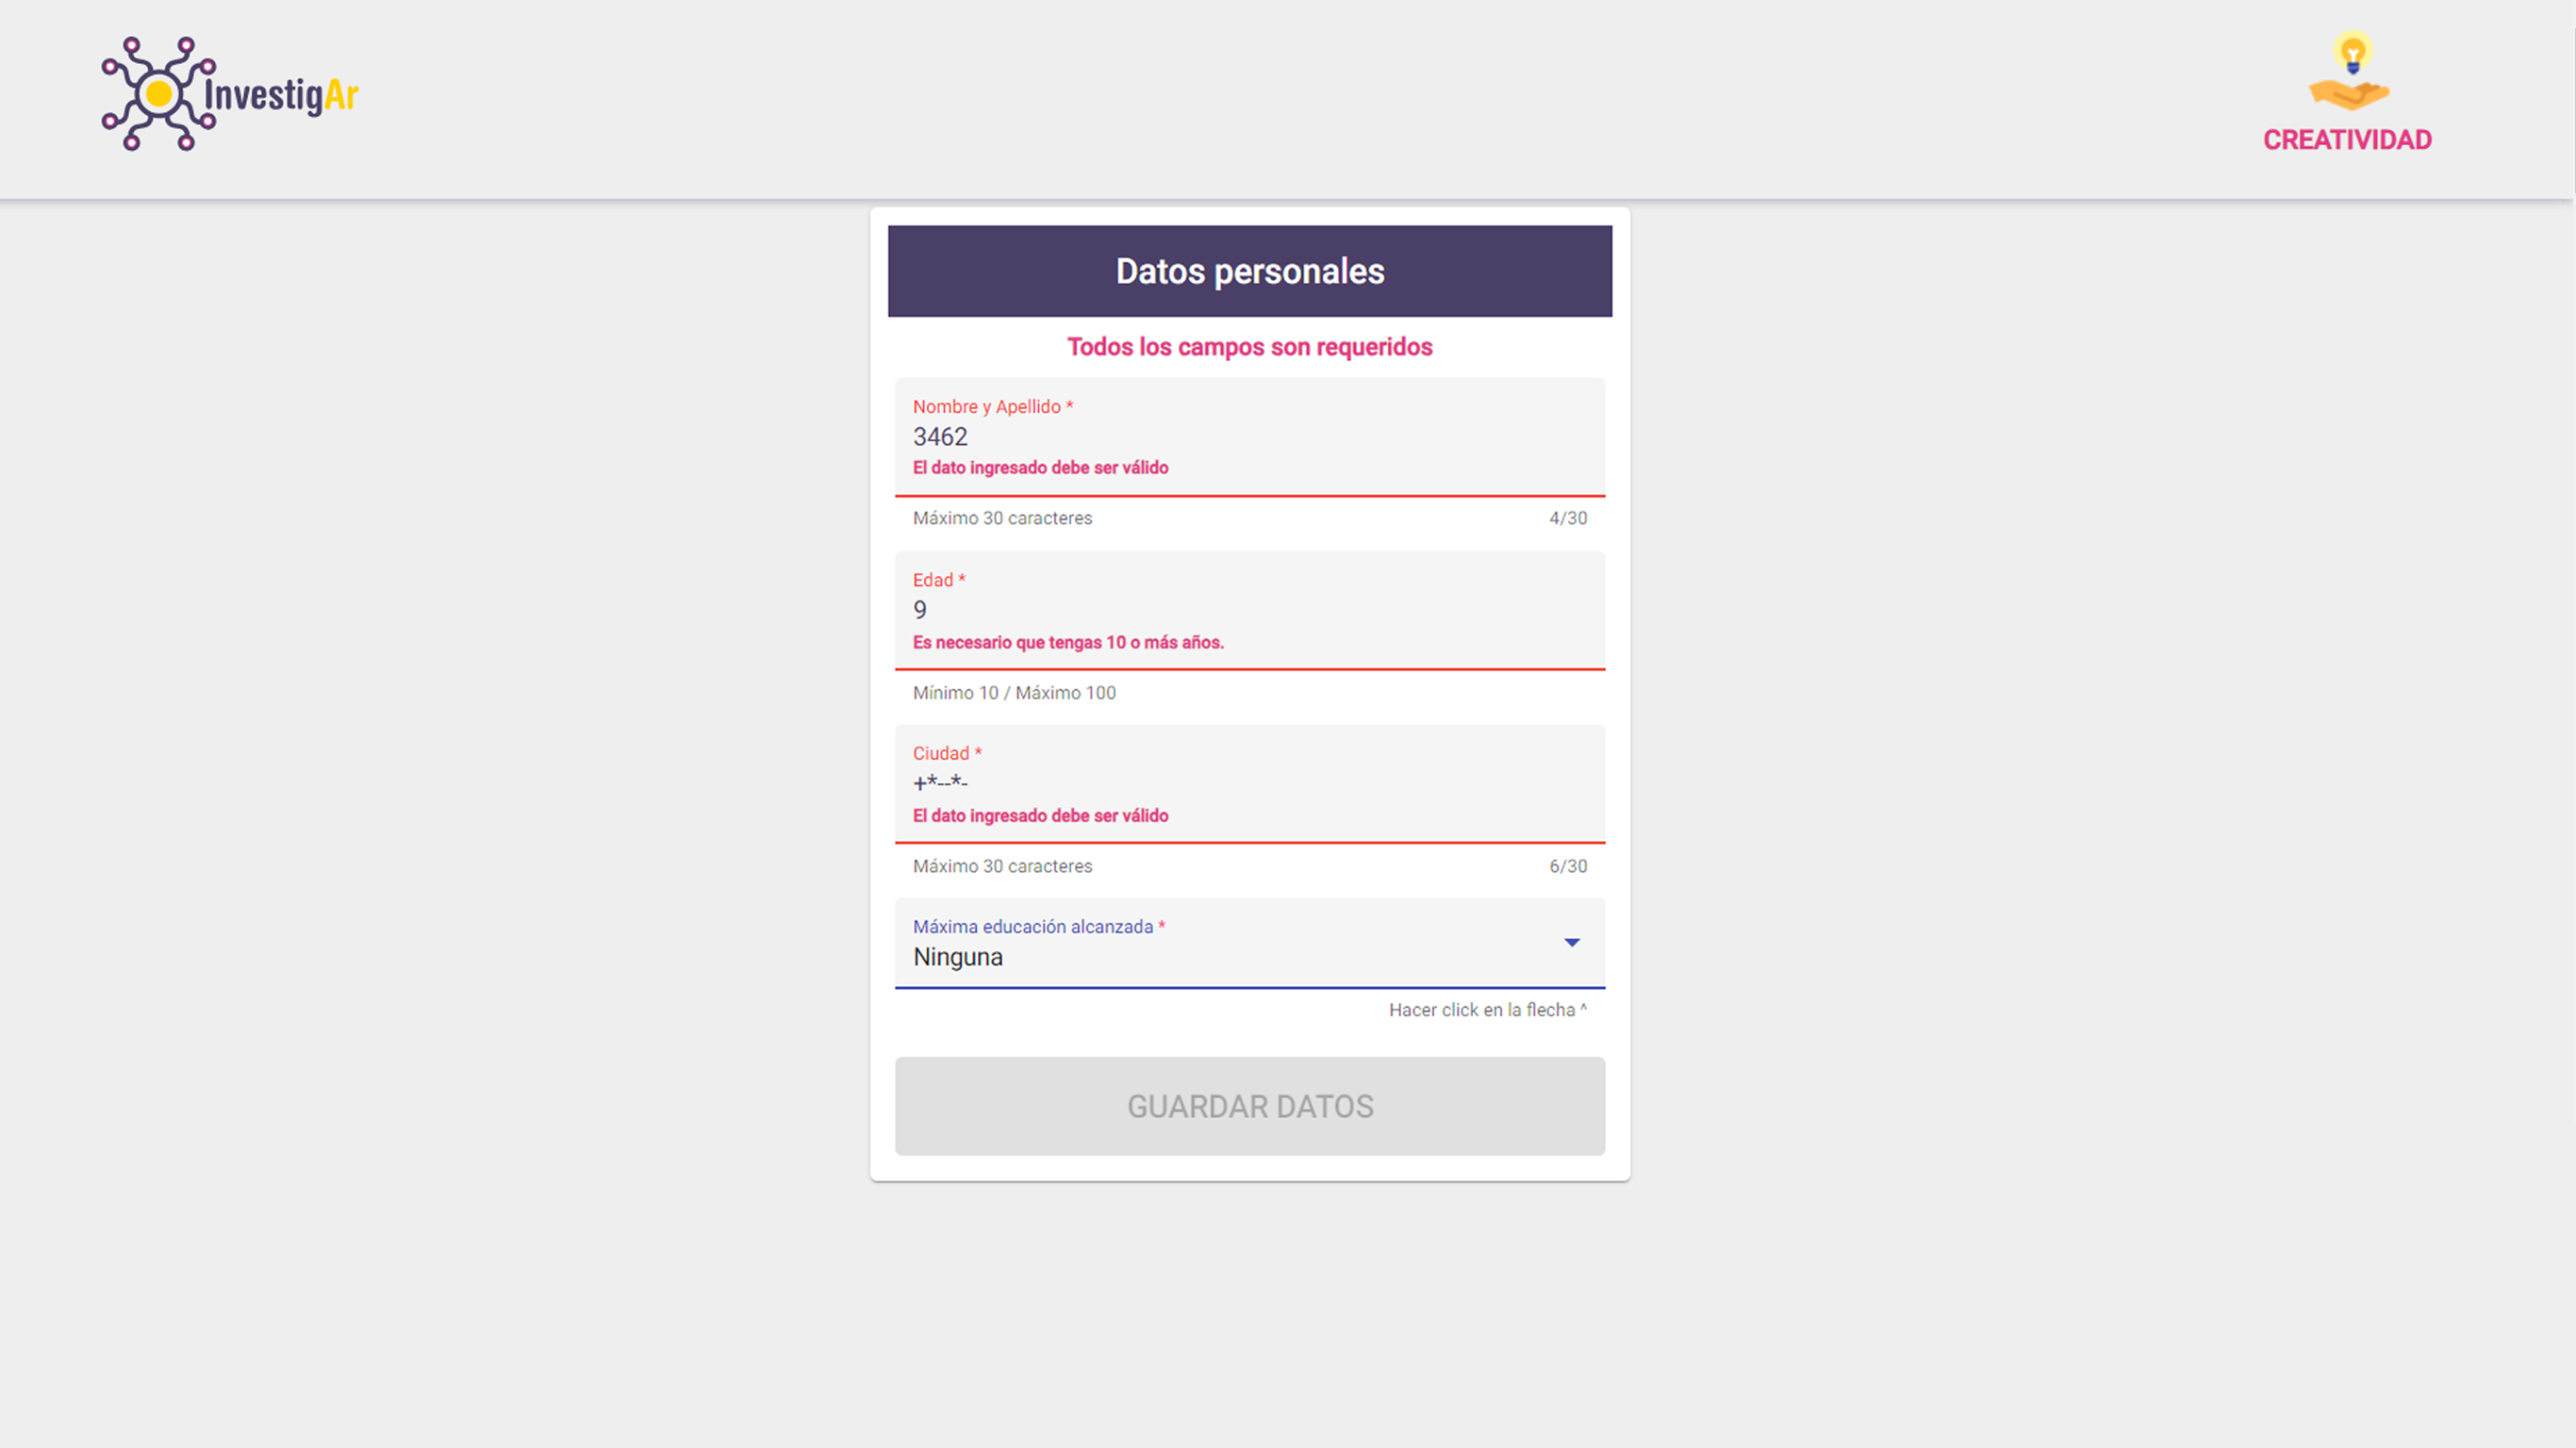 InvestigAr
CREATIVIDAD
Datos personales
Todos los campos son requeridos
Nombre y Apellido *
3462
El dato ingresado debe ser válido
Máximo 30 caracteres 4/30
Edad *
9
Es necesario que tengas 10 o más años.
Mínimo 10 / Máximo 100
Ciudad *
+*--*-
El dato ingresado debe ser válido
Máximo 30 caracteres 6/30
Máxima educación alcanzada *
Ninguna
Hacer click en la flecha ^
GUARDAR DATOS